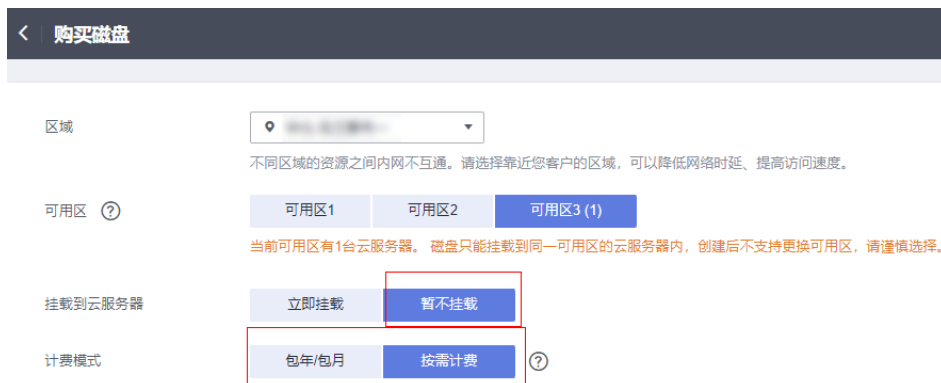 购买磁盘
区域
不同区域的资源之间内网不互通。请选择靠近您客户的区域，可以降低网络时延、提高访问速度。
可用区 ? 可用区1 可用区2 可用区3 (1)
当前可用区有1台云服务器。 磁盘只能挂载到同一可用区的云服务器内，创建后不支持更换可用区，请谨慎选择。
挂载到云服务器 立即挂载 暂不挂载
计费模式 包年/包月 按需计费 ?